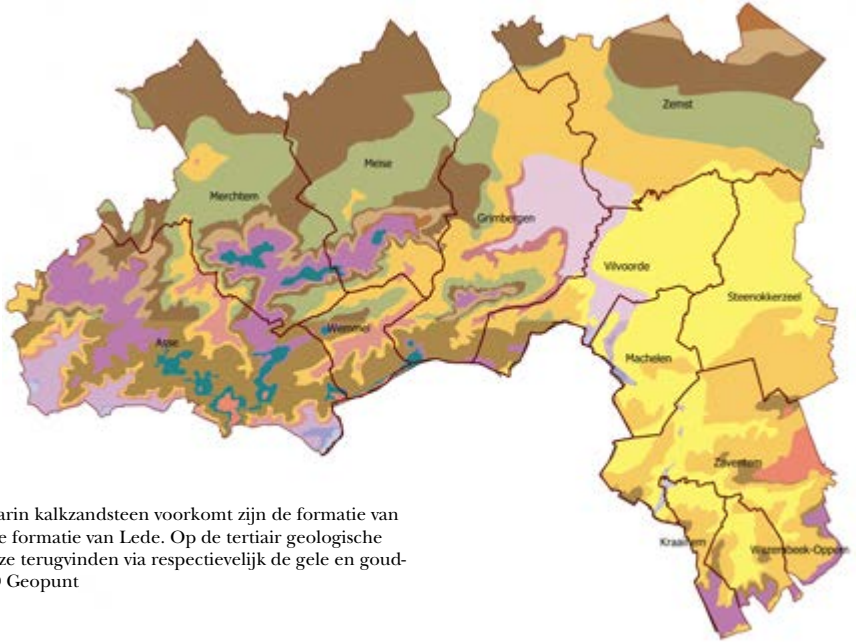 Zemst
Meise
Merchtem
Grimbergen
Vilvoorde
Steenokkerzeel
Wemmel
Asse
Machelen
Zaventem
Kraainem
Wezembeek-Oppem
arin kalkzandsteen voorkomt zijn de formatie van
e formatie van Lede. Op de tertiair geologische
ze terugvinden via respectievelijk de gele en goud-
Geopunt